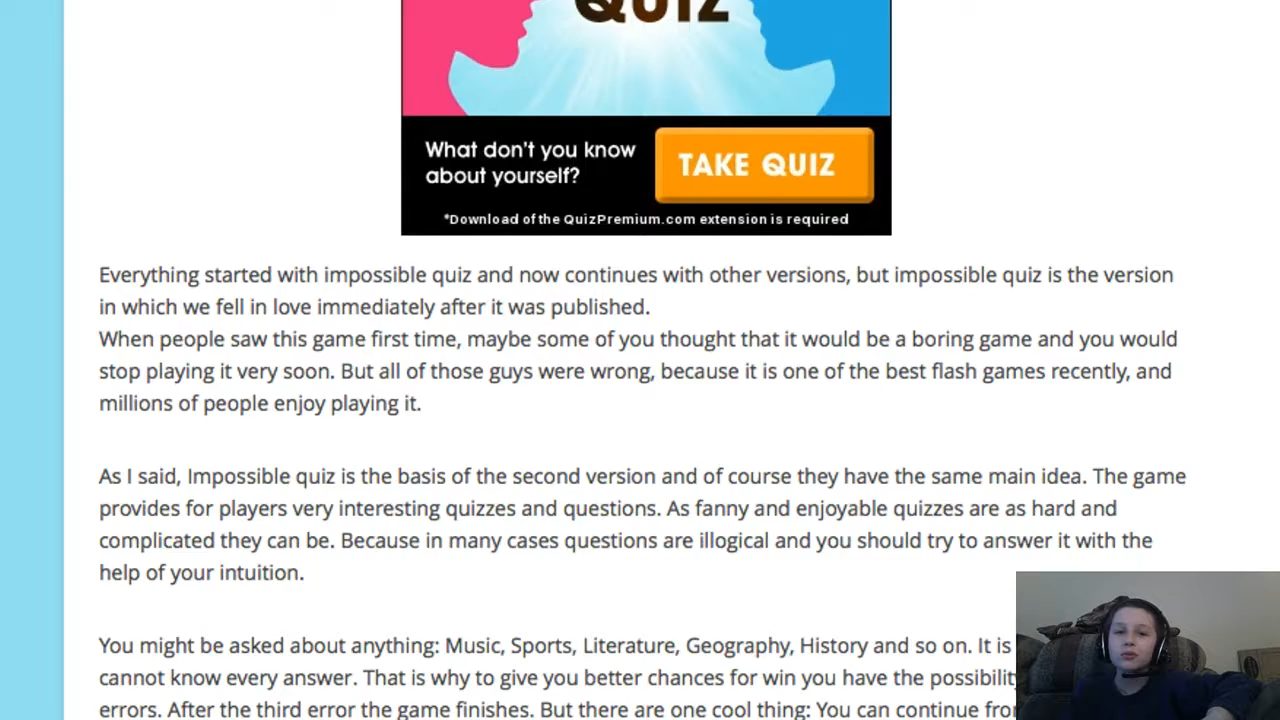 QUIZ
What don't you know
about yourself?
TAKE QUIZ
*Download of the QuizPremium.com extension is required
Everything started with impossible quiz and now continues with other versions, but impossible quiz is the version
in which we fell in love immediately after it was published.
When people saw this game first time, maybe some of you thought that it would be a boring game and you would
stop playing it very soon. But all of those guys were wrong, because it is one of the best flash games recently, and
millions of people enjoy playing it.
As I said, Impossible quiz is the basis of the second version and of course they have the same main idea. The game
provides for players very interesting quizzes and questions. As fanny and enjoyable quizzes are as hard and
complicated they can be. Because in many cases questions are illogical and you should try to answer it with the
help of your intuition.
You might be asked about anything: Music, Sports, Literature, Geography, History and so on. It is
cannot know every answer. That is why to give you better chances for win you have the possibility
errors. After the third error the game finishes. But there are one cool thing: You can continue from